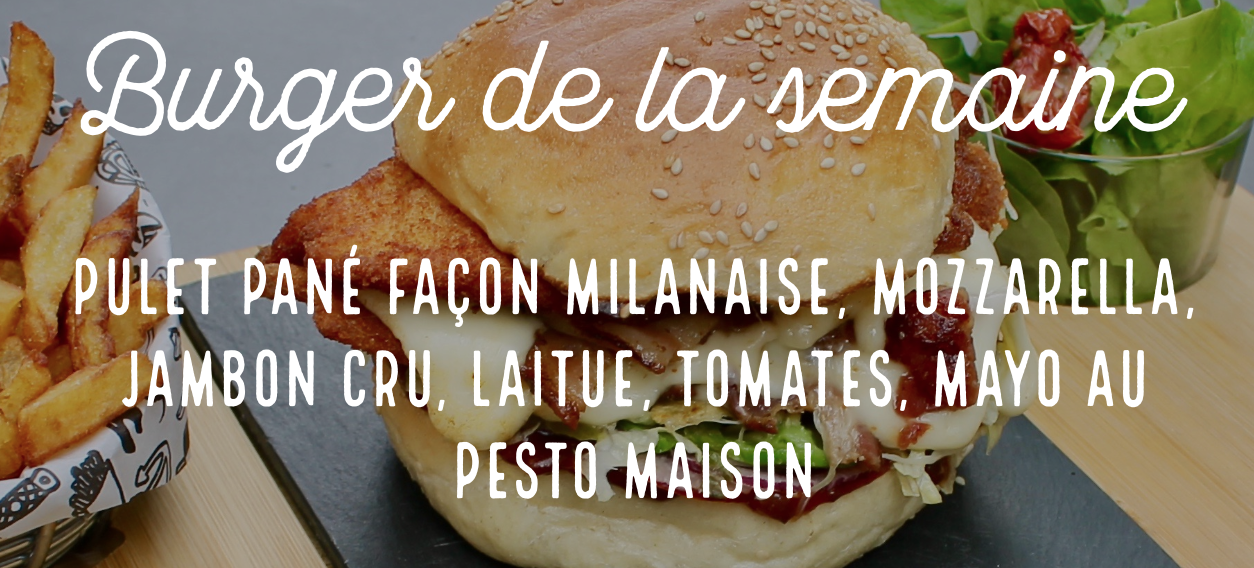 Burger de la semaine
PULET PANÉ FAÇON MILANAISE, MOZZARELLA,
JAMBON CRU, LAITUE, TOMATES, MAYO AU
PESTO MAISON